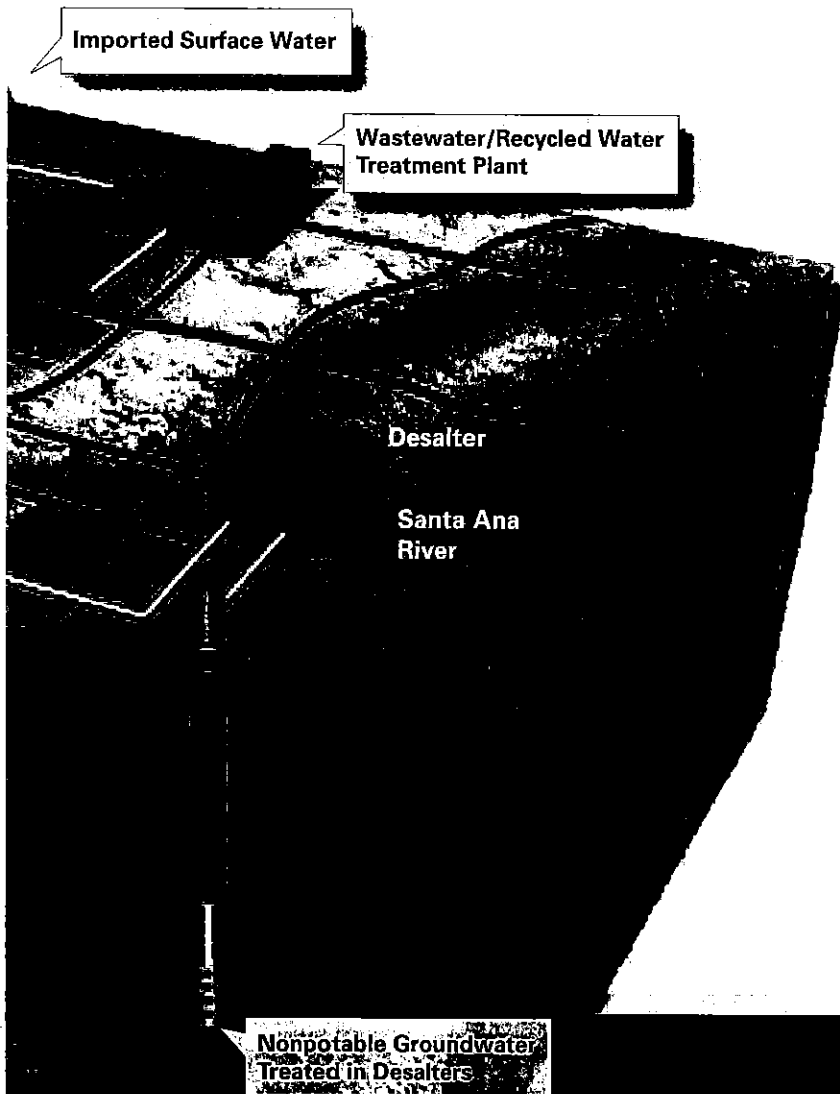 Imported Surface Water
Wastewater/Recycled Water
Treatment Plant
Desalter
Santa Ana
River
Nonpotable Groundwater
Treated in Desalters